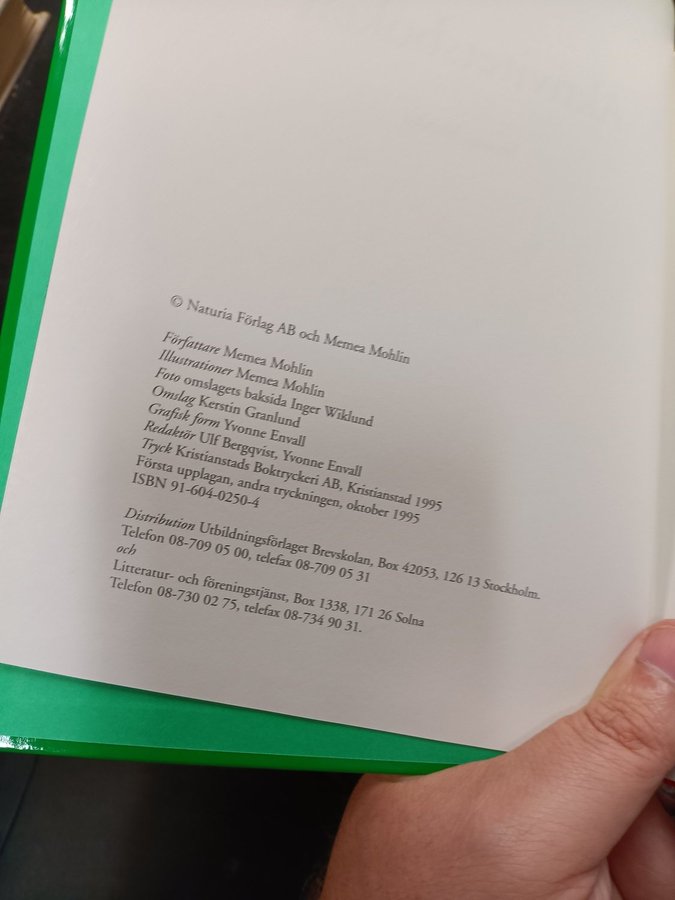 © Naturia Förlag AB och Memea Mohlin
Författare Memea Mohlin
Illustrationer Memea Mohlin
Foto omslagets baksida Inger Wiklund
Omslag Kerstin Granlund
Grafisk form Yvonne Envall
Redaktör Ulf Bergqvist, Yvonne Envall
Tryck Kristianstads Boktryckeri AB, Kristianstad 1995
Första upplagan, andra tryckningen, oktober 1995
ISBN 91-604-0250-4
Distribution Utbildningsförlaget Brevskolan, Box 42053, 126 13 Stockholm.
Telefon 08-709 05 00, telefax 08-709 05 31
och
Litteratur- och föreningstjänst, Box 1338, 171 26 Solna
Telefon 08-730 02 75, telefax 08-734 90 31.